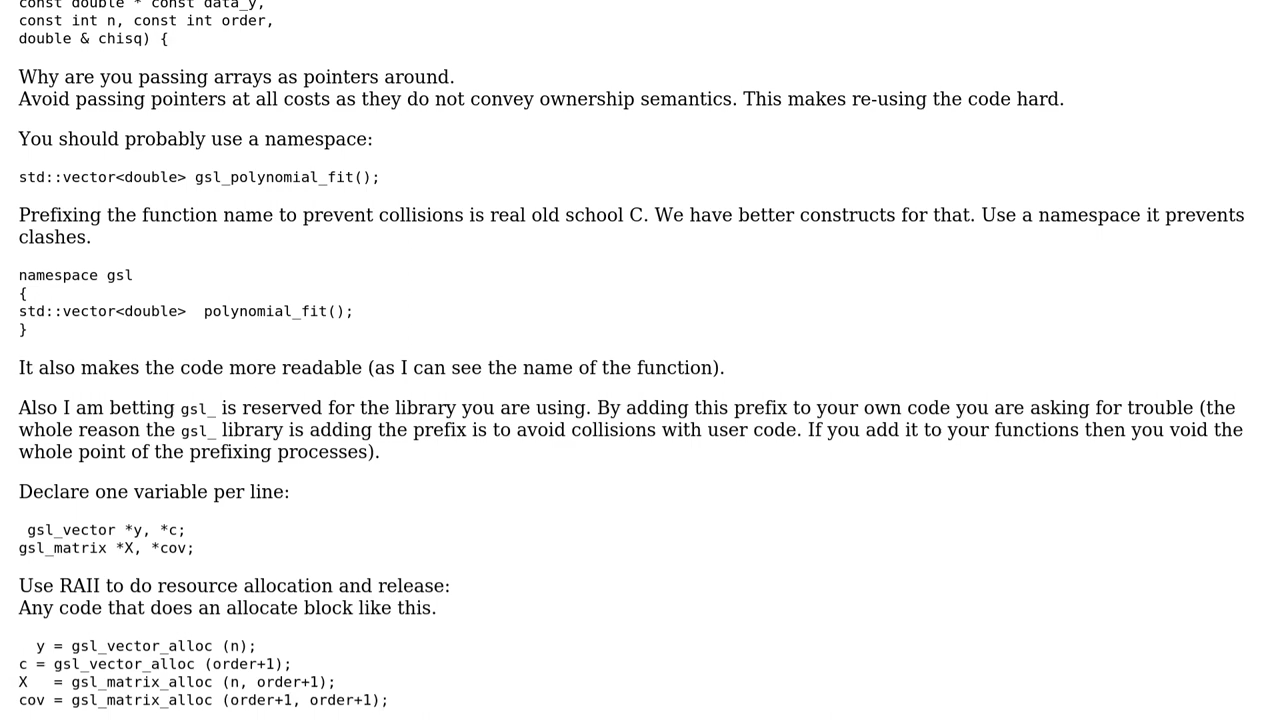 const double * const data_y,
const int n, const int order,
double & chisq) {
Why are you passing arrays as pointers around.
Avoid passing pointers at all costs as they do not convey ownership semantics. This makes re-using the code hard.
You should probably use a namespace:
std::vector<double> gsl_polynomial_fit();
Prefixing the function name to prevent collisions is real old school C. We have better constructs for that. Use a namespace it prevents
clashes.
namespace gsl
{
std::vector<double>  polynomial_fit();
}
It also makes the code more readable (as I can see the name of the function).
Also I am betting gsl_ is reserved for the library you are using. By adding this prefix to your own code you are asking for trouble (the
whole reason the gsl_ library is adding the prefix is to avoid collisions with user code. If you add it to your functions then you void the
whole point of the prefixing processes).
Declare one variable per line:
 gsl_vector *y, *c;
gsl_matrix *X, *cov;
Use RAII to do resource allocation and release:
Any code that does an allocate block like this.
  y = gsl_vector_alloc (n);
c = gsl_vector_alloc (order+1);
X   = gsl_matrix_alloc (n, order+1);
cov = gsl_matrix_alloc (order+1, order+1);